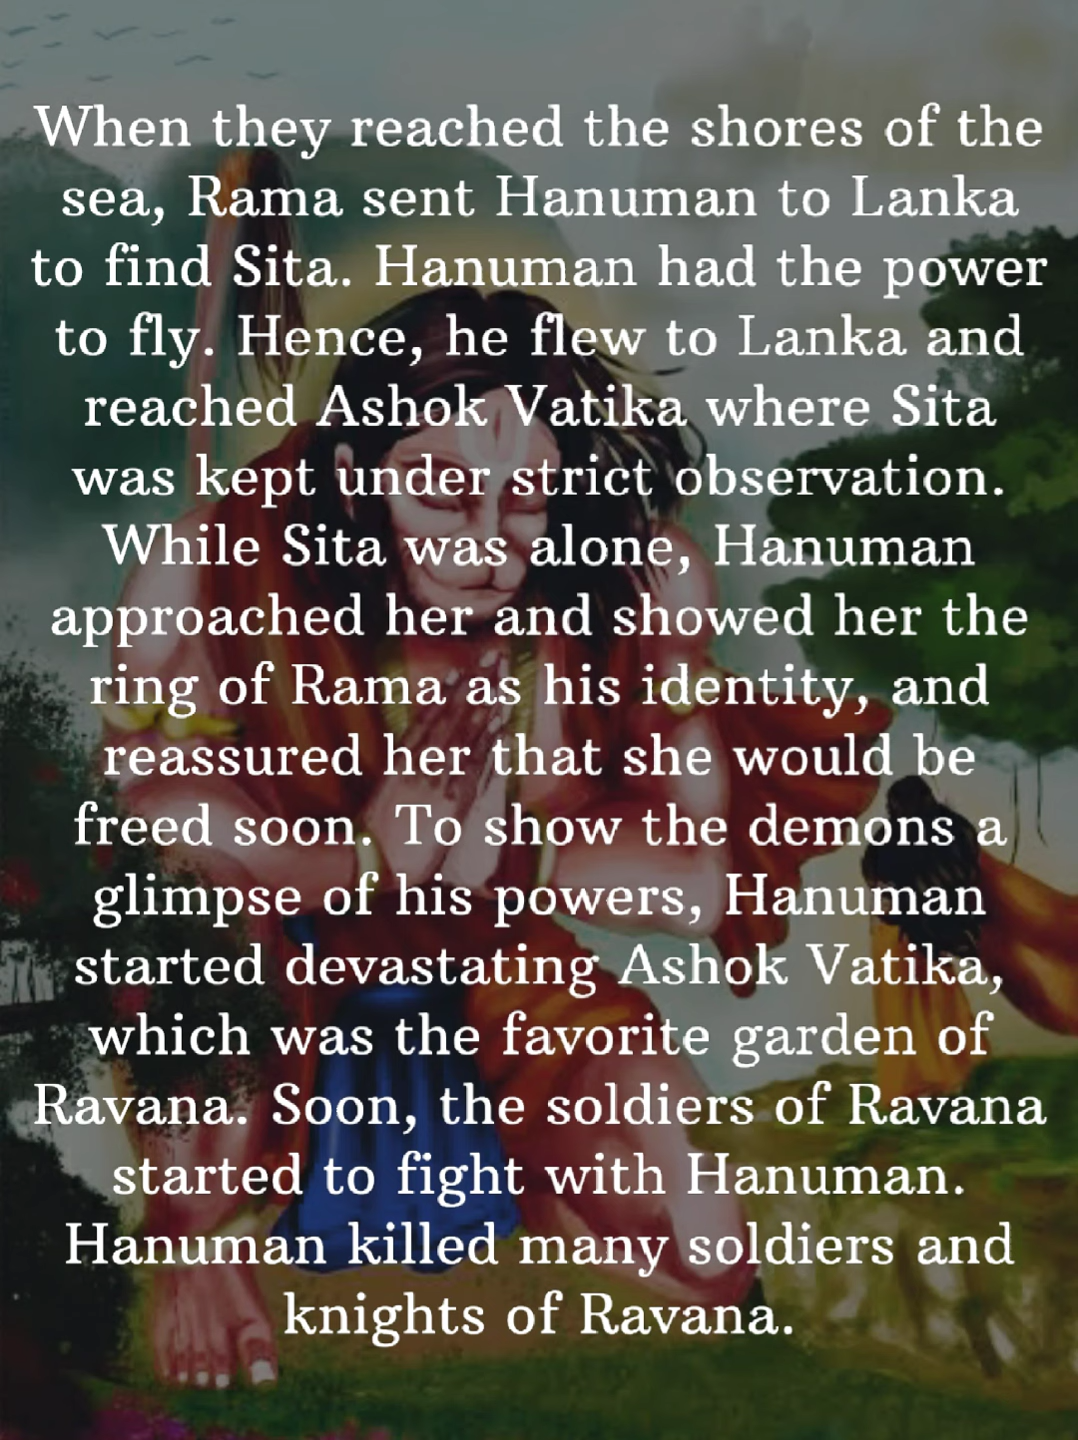 When they reached the shores of the
sea, Rama sent Hanuman to Lanka
to find Sita. Hanuman had the power
to fly. Hence, he flew to Lanka and
reached Ashok Vatika where Sita
was kept under strict observation.
While Sita was alone, Hanuman
approached her and showed her the
ring of Rama as his identity, and
reassured her that she would be
freed soon. To show the demons a
glimpse of his powers, Hanuman
started devastating Ashok Vatika,
which was the favorite garden of
Ravana. Soon, the soldiers of Ravana
started to fight with Hanuman.
Hanuman killed many soldiers and
knights of Ravana.